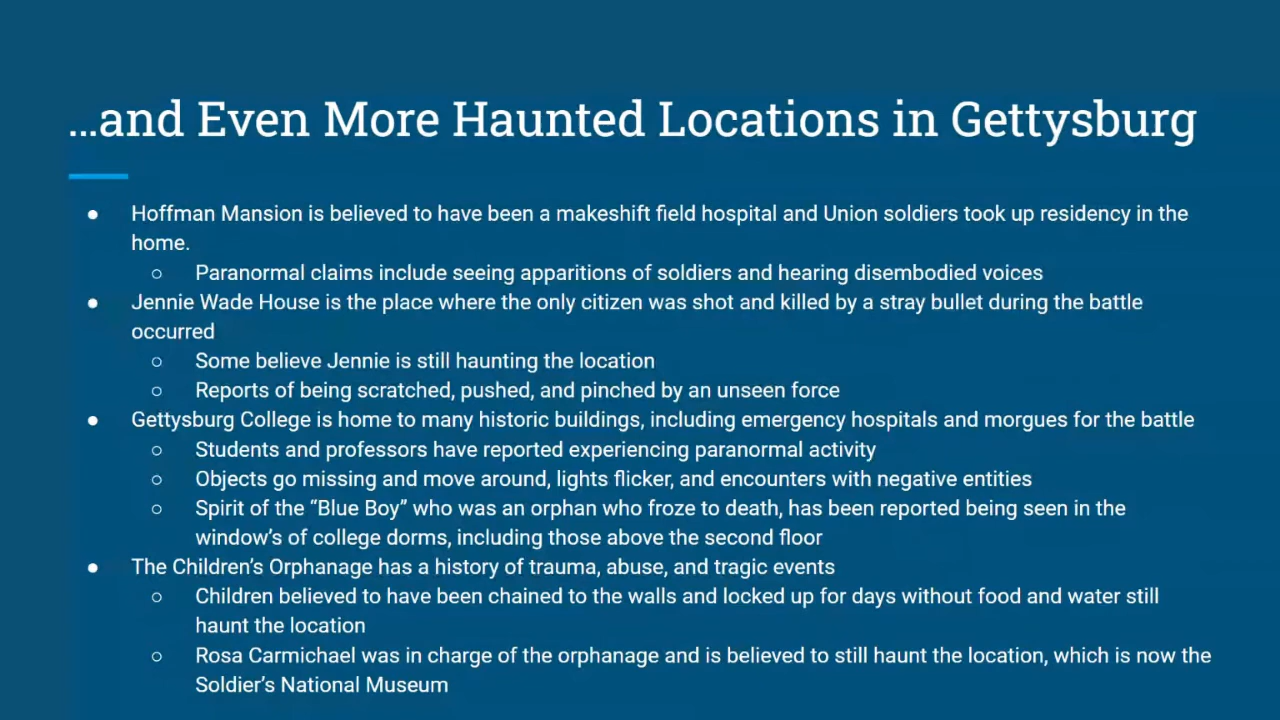 ...and Even More Haunted Locations in Gettysburg
● Hoffman Mansion is believed to have been a makeshift field hospital and Union soldiers took up residency in the
home.
○ Paranormal claims include seeing apparitions of soldiers and hearing disembodied voices
● Jennie Wade House is the place where the only citizen was shot and killed by a stray bullet during the battle
occurred
○ Some believe Jennie is still haunting the location
○ Reports of being scratched, pushed, and pinched by an unseen force
● Gettysburg College is home to many historic buildings, including emergency hospitals and morgues for the battle
○ Students and professors have reported experiencing paranormal activity
○ Objects go missing and move around, lights flicker, and encounters with negative entities
○ Spirit of the “Blue Boy” who was an orphan who froze to death, has been reported being seen in the
window’s of college dorms, including those above the second floor
● The Children’s Orphanage has a history of trauma, abuse, and tragic events
○ Children believed to have been chained to the walls and locked up for days without food and water still
haunt the location
○ Rosa Carmichael was in charge of the orphanage and is believed to still haunt the location, which is now the
Soldier’s National Museum